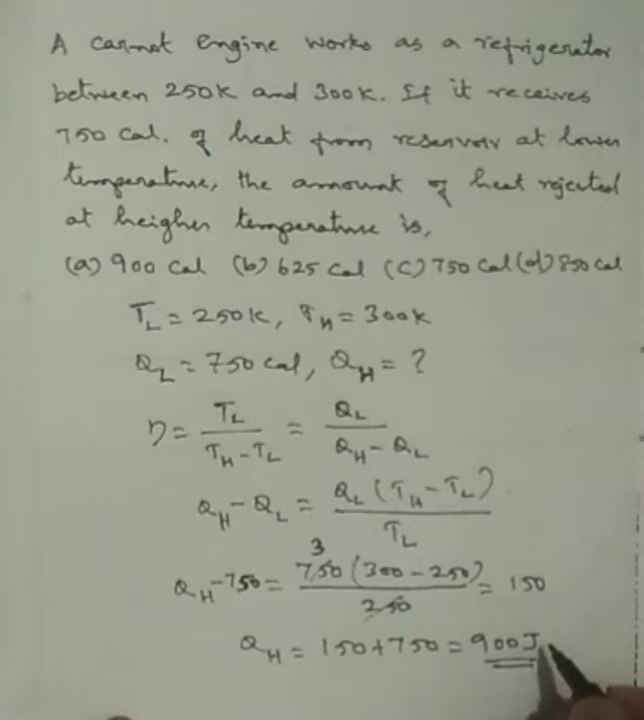 A carnot engine works as a refrigerator
between 250K and 300K. If it receives
750 Cal. of heat from reservoir at lower
temperature, the amount of heat rejected
at heigher temperature is,
(a) 900 Cal (b) 625 Cal (C) 750 Cal (d) 850 Cal
T_L = 250K, T_H = 300K
Q_L = 750 cal, Q_H = ?
η = T_L / (T_H - T_L) = Q_L / (Q_H - Q_L)
Q_H - Q_L = Q_L (T_H - T_L) / T_L
3
Q_H - 750 = 750 (300 - 250) / 250 = 150
Q_H = 150 + 750 = 900J